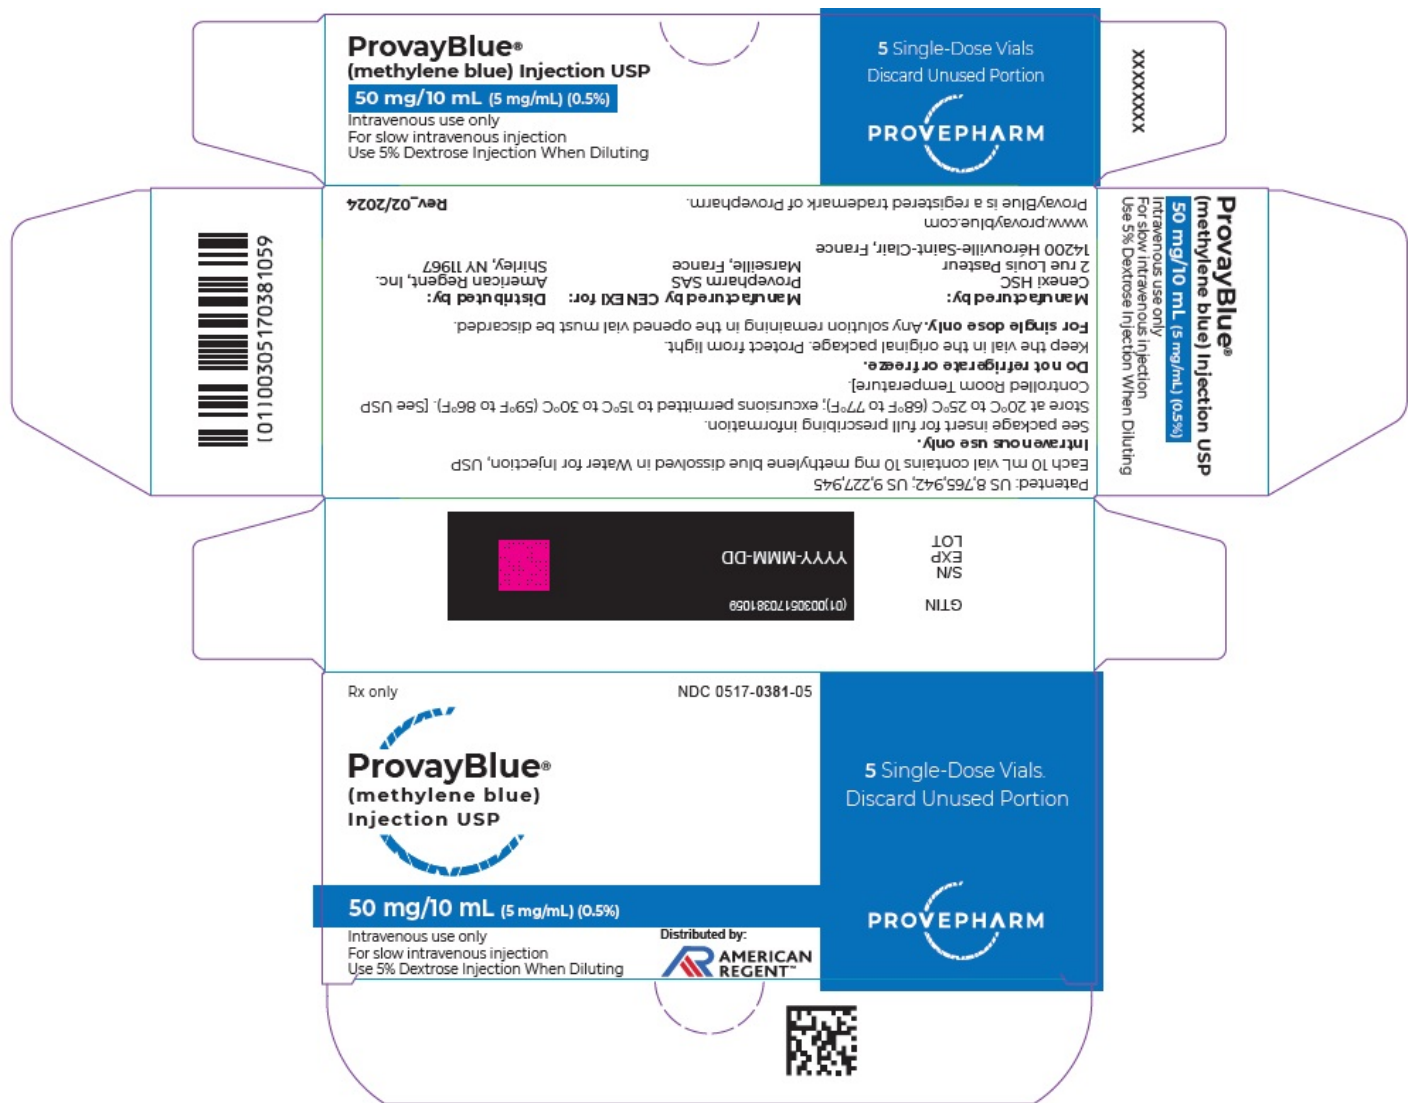 ProvayBlue®
(methylene blue) Injection USP
50 mg/10 mL (5 mg/mL) (0.5%)
Intravenous use only
For slow intravenous injection
Use 5% Dextrose Injection When Diluting
5 Single-Dose Vials
Discard Unused Portion
PROVEPHARM
XXXXXXXX
ProvayBlue®
(methylene blue) Injection USP
50 mg/10 mL (5 mg/mL) (0.5%)
Intravenous use only
For slow intravenous injection
Use 5% Dextrose Injection When Diluting
(01)00305170381059
Patented: US 8,765,942; US 9,227,945
Each 10 mL vial contains 10 mg methylene blue dissolved in Water for Injection, USP
Intravenous use only.
See package insert for full prescribing information.
Store at 20°C to 25°C (68°F to 77°F); excursions permitted to 15°C to 30°C (59°F to 86°F). [See USP
Controlled Room Temperature].
Do not refrigerate or freeze.
Keep the vial in the original package. Protect from light.
For single dose only. Any solution remaining in the opened vial must be discarded.
Manufactured by:
Cenexi HSC
2 rue Louis Pasteur
14200 Hérouville-Saint-Clair, France
Manufactured by CENEXI for:
Provepharm SAS
Marseille, France
Distributed by:
American Regent, Inc.
Shirley, NY 11967
www.provayblue.com
ProvayBlue is a registered trademark of Provepharm.
Rev_02/2024
GTIN
(01)00305170381059
S/N
EXP
YYYY-MMM-DD
LOT
Rx only
NDC 0517-0381-05
ProvayBlue®
(methylene blue)
Injection USP
50 mg/10 mL (5 mg/mL) (0.5%)
Intravenous use only
For slow intravenous injection
Use 5% Dextrose Injection When Diluting
Distributed by:
AMERICAN
REGENT™
5 Single-Dose Vials.
Discard Unused Portion
PROVEPHARM